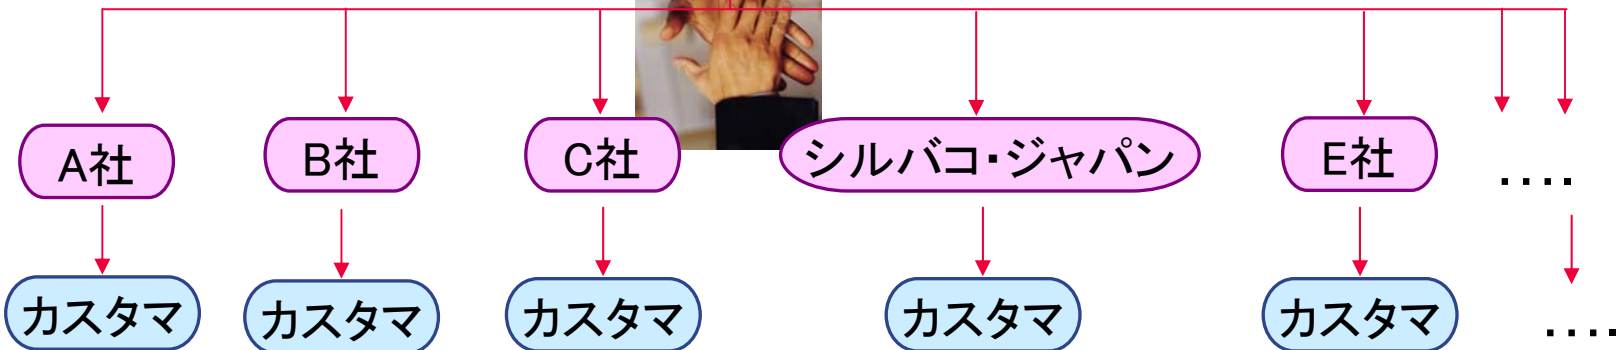 A社
B社
C社
シルバコ・ジャパン
E社
....
カスタマ
カスタマ
カスタマ
カスタマ
カスタマ
....